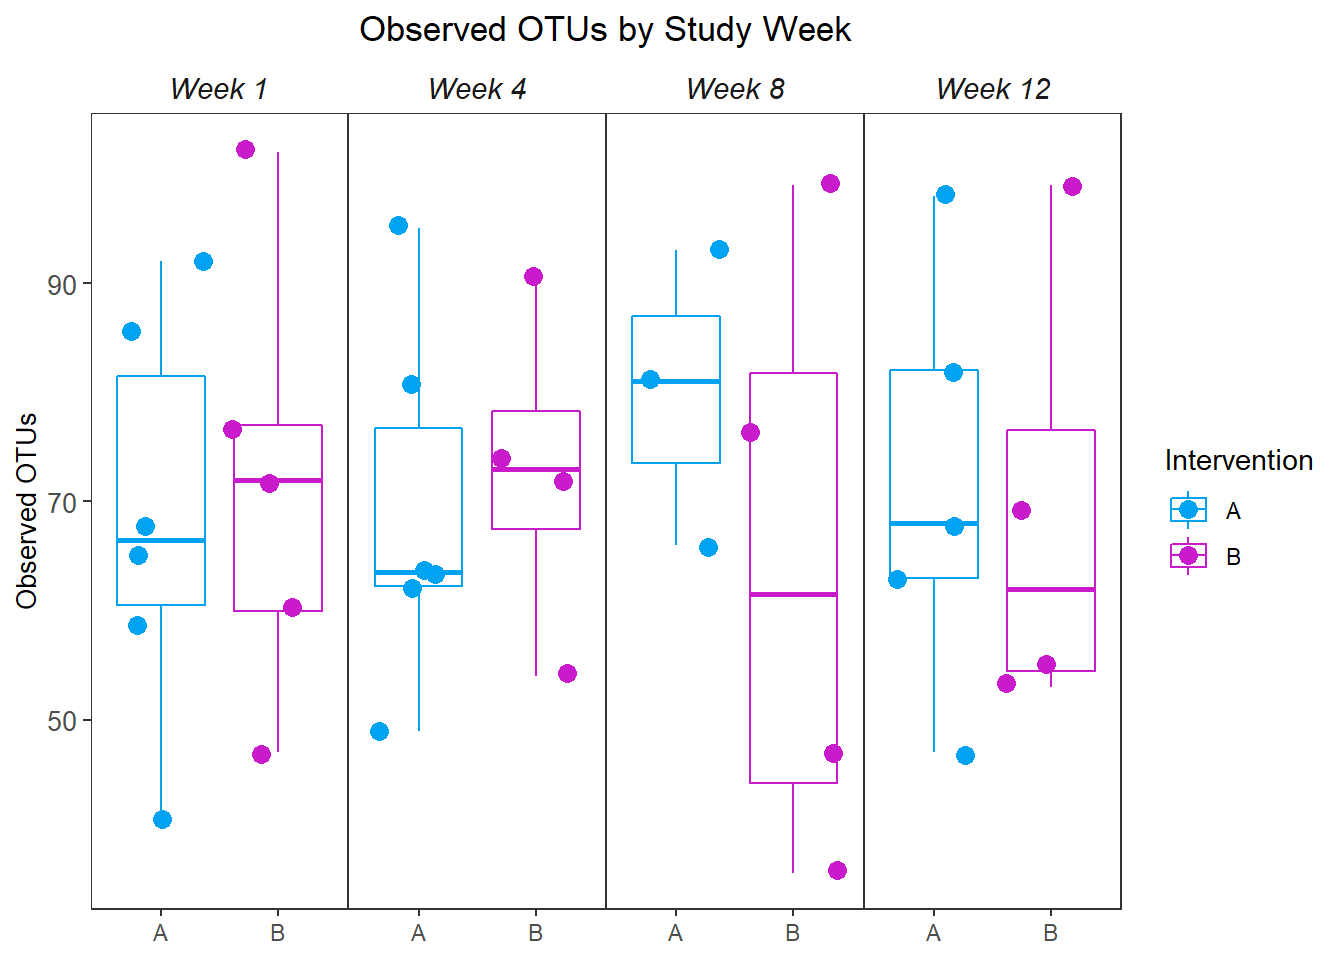 Observed OTUs by Study Week
Week 1
Week 4
Week 8
Week 12
Observed OTUs
90
70
50
A
B
A
B
A
B
A
B
Intervention
A
B